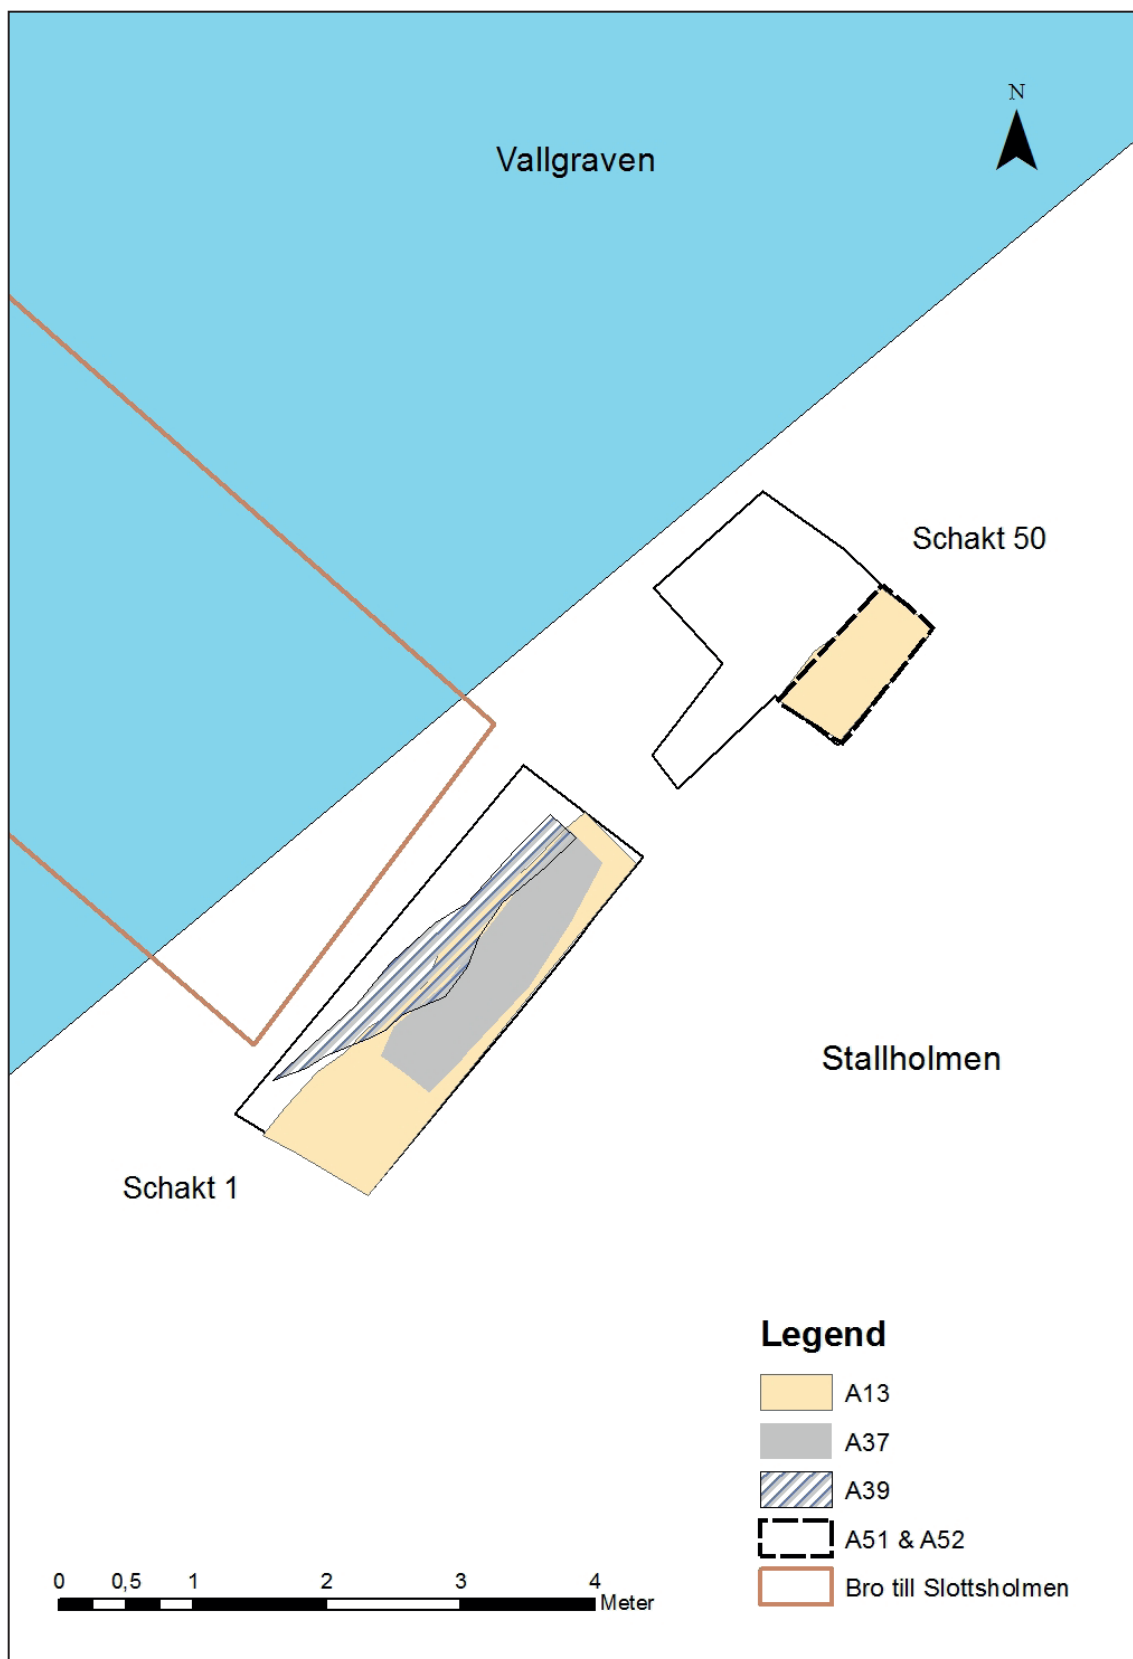 N
Vallgraven
Schakt 50
Stallholmen
Schakt 1
Legend
A13
A37
A39
A51 & A52
Bro till Slottsholmen
0 0,5 1 2 3 4
Meter